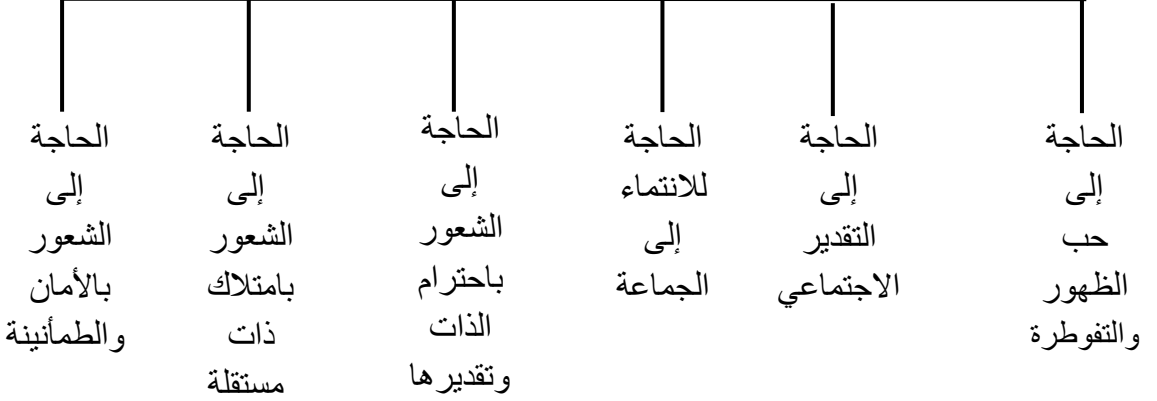 الحاجة
إلى
حب
الظهور
والتفوطرة
الحاجة
إلى
التقدير
الاجتماعي
الحاجة
للانتماء
إلى
الجماعة
الحاجة
إلى
الشعور
باحترام
الذات
وتقديرها
الحاجة
إلى
الشعور
بامتلاك
ذات
مستقلة
الحاجة
إلى
الشعور
بالأمان
والطمأنينة